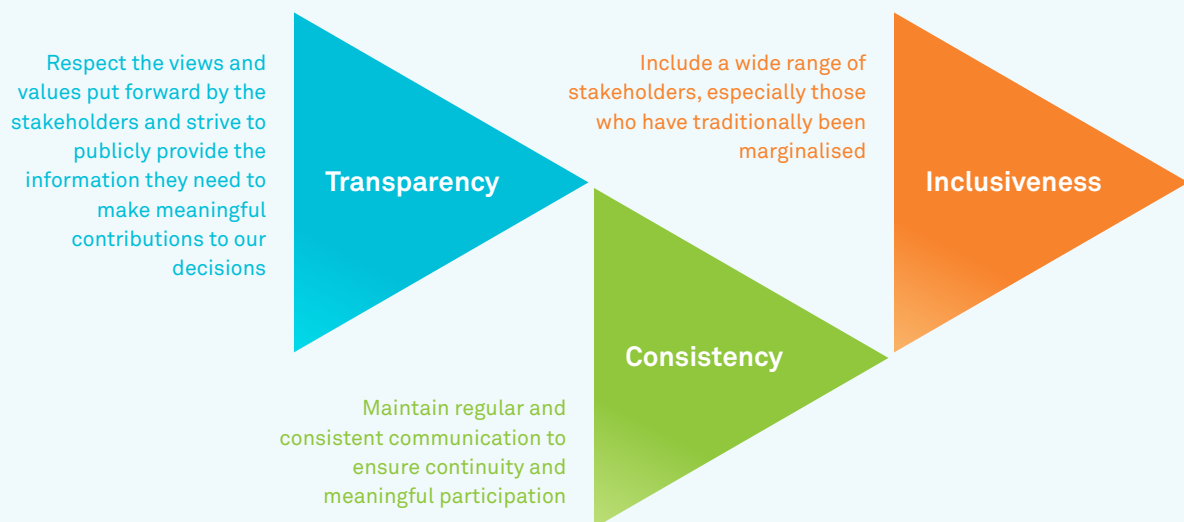 Respect the views and
values put forward by the
stakeholders and strive to
publicly provide the
information they need to
make meaningful
contributions to our
decisions
Transparency
Maintain regular and
consistent communication to
ensure continuity and
meaningful participation
Consistency
Include a wide range of
stakeholders, especially those
who have traditionally been
marginalised
Inclusiveness